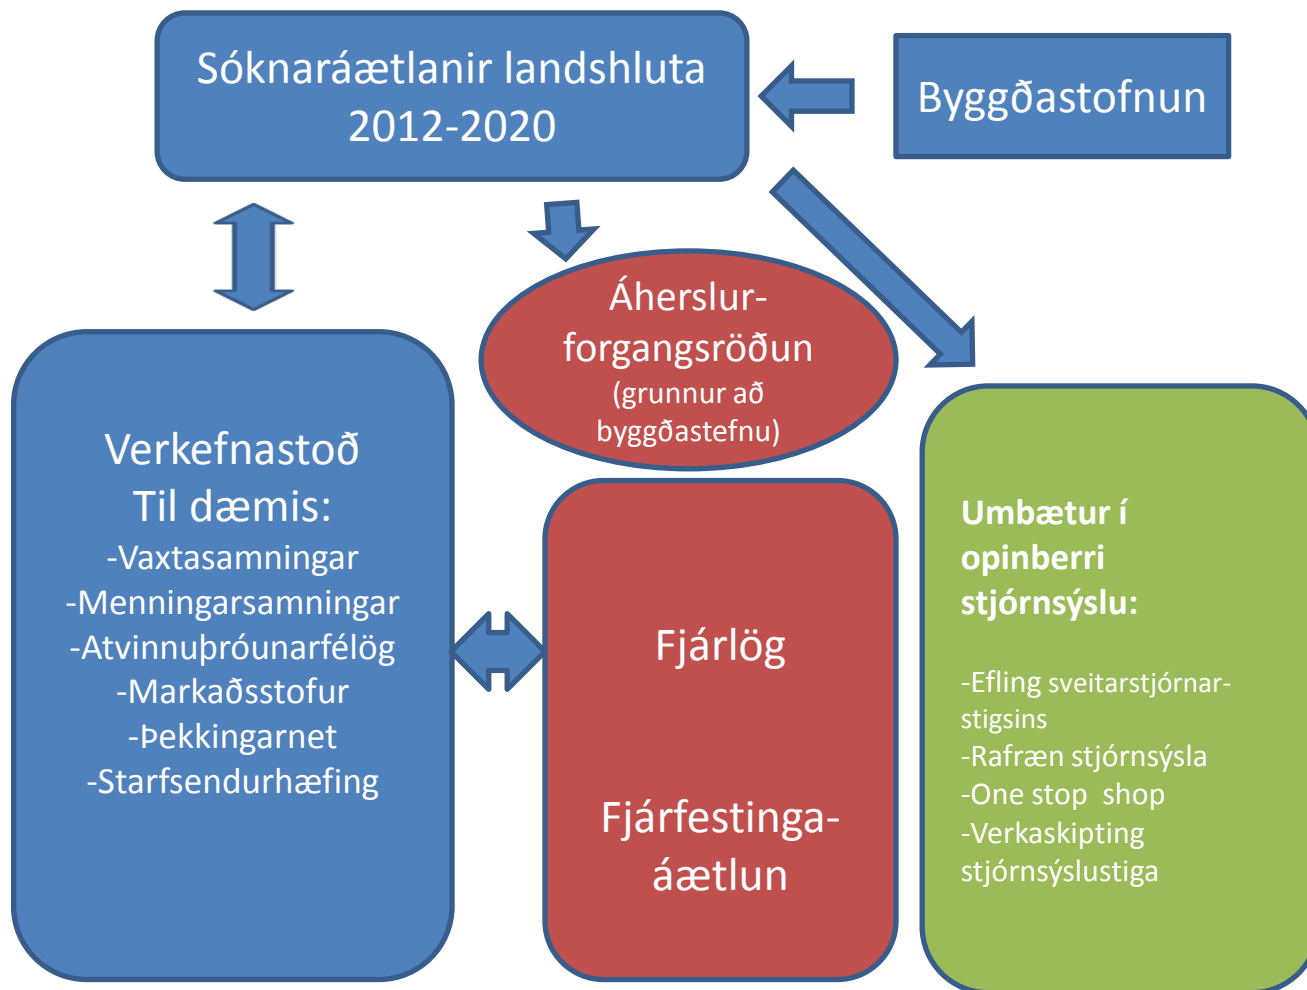 Sóknaráætlanir landshluta
2012-2020
Byggðastofnun
Áherslur-
forgangsröðun
(grunnur að
byggðastefnu)
Verkefnastoð
Til dæmis:
-Vaxtasamningar
-Menningarsamningar
-Atvinnuþróunarfélög
-Markaðsstofur
-Þekkingarnet
-Starfsendurhæfing
Fjárlög
Fjárfestinga-
áætlun
Umbætur í
opinberri
stjórnsýslu:
-Efling sveitarstjórnar-
stigsins
-Rafræn stjórnsýsla
-One stop  shop
-Verkaskipting
stjórnsýslustiga